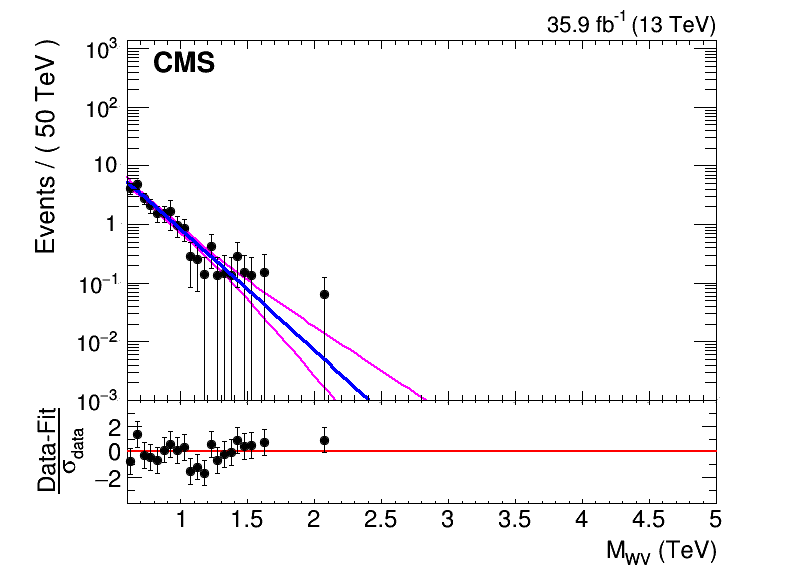 35.9 fb⁻¹ (13 TeV)
CMS
Events / ( 50 TeV )
10³
10²
10
1
10⁻¹
10⁻²
10⁻³
Data-Fit
σdata
2
0
−2
1 1.5 2 2.5 3 3.5 4 4.5 5
M_WV (TeV)